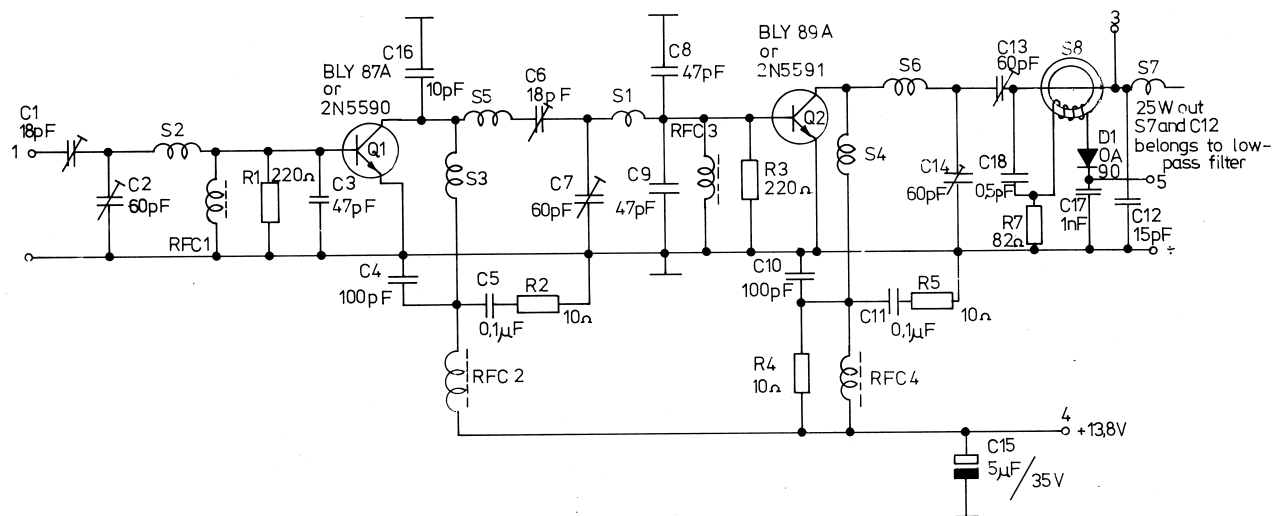 C1
18pF
1
C2
60pF
S2
RFC1
R1
220Ω
C3
47pF
BLY 87A
or
2N5590
Q1
C16
10pF
C4
100pF
S3
S5
C6
18pF
C5
0,1µF
R2
10Ω
RFC 2
C7
60pF
S1
C8
47pF
C9
47pF
RFC 3
R3
220Ω
BLY 89A
or
2N5591
Q2
C10
100pF
R4
10Ω
S4
RFC4
C11
0,1µF
R5
10Ω
S6
C14
60pF
C13
60pF
C18
0,5pF
R7
82Ω
S8
3
S7
25W out
S7 and C12
belongs to low-
pass filter
D1
OA
90
5
C17
1nF
C12
15pF
÷
4
+13,8V
C15
5µF
/35V